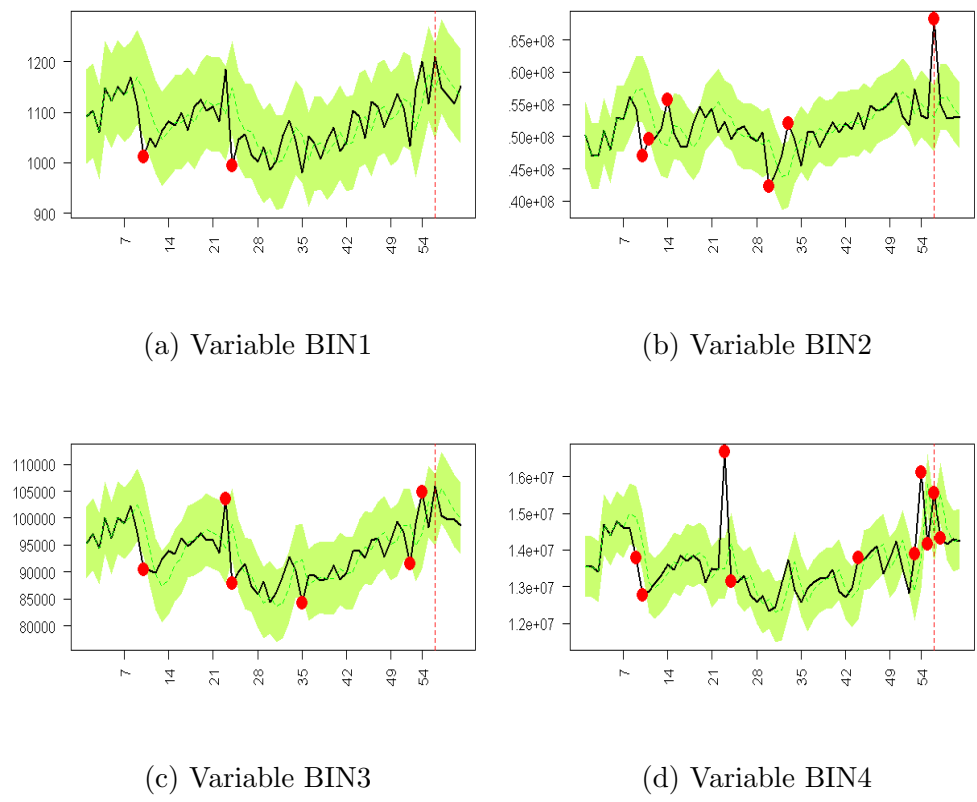 1200
1100
1000
900
7 14 21 28 35 42 49 54
(a) Variable BIN1
.65e+08
.60e+08
.55e+08
.50e+08
.45e+08
.40e+08
7 14 21 28 35 42 49 54
(b) Variable BIN2
110000
105000
100000
95000
90000
85000
80000
7 14 21 28 35 42 49 54
(c) Variable BIN3
1.6e+07
1.5e+07
1.4e+07
1.3e+07
1.2e+07
7 14 21 28 35 42 49 54
(d) Variable BIN4